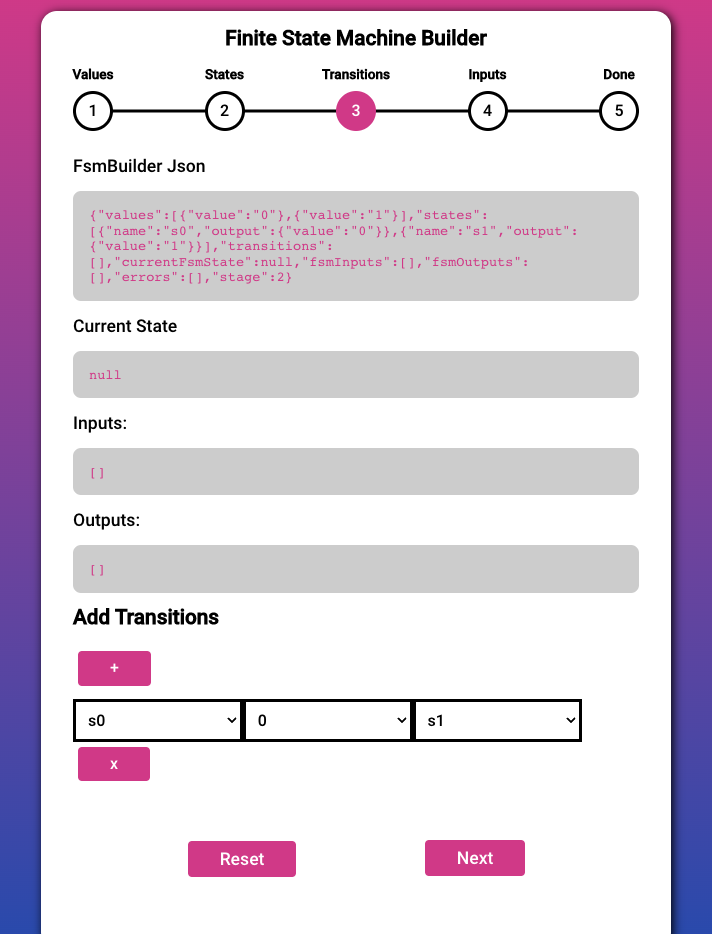 Finite State Machine Builder
Values States Transitions Inputs Done
1 2 3 4 5
FsmBuilder Json
{"values":[{"value":"0"},{"value":"1"}],"states":
[{"name":"s0","output":{"value":"0"}},{"name":"s1","output":
{"value":"1"}}],"transitions":
[],"currentFsmState":null,"fsmInputs":[],"fsmOutputs":
[],"errors":[],"stage":2}
Current State
null
Inputs:
[]
Outputs:
[]
Add Transitions
+
s0 0 s1
x
Reset Next